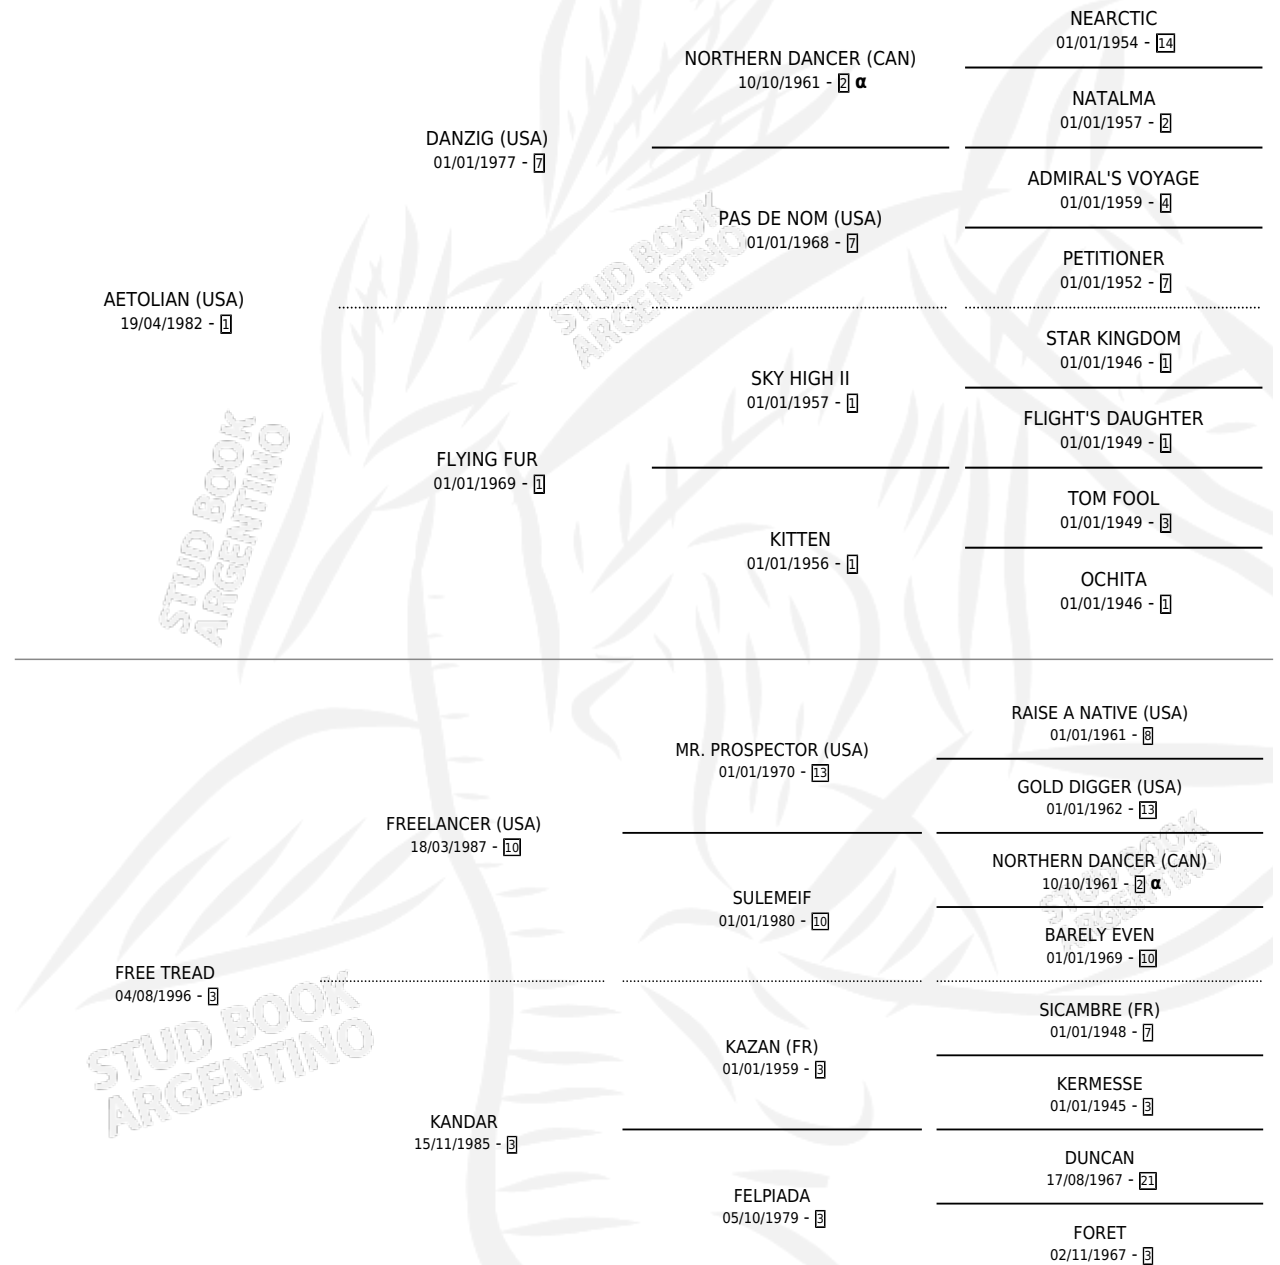 NEARCTIC
01/01/1954 - 14
NORTHERN DANCER (CAN)
10/10/1961 - 2 α
NATALMA
01/01/1957 - 2
DANZIG (USA)
01/01/1977 - 7
ADMIRAL'S VOYAGE
01/01/1959 - 4
PAS DE NOM (USA)
01/01/1968 - 7
PETITIONER
01/01/1952 - 7
AETOLIAN (USA)
19/04/1982 - 1
STUD BOOK
ARGENTINO
STAR KINGDOM
01/01/1946 - 1
SKY HIGH II
01/01/1957 - 1
FLIGHT'S DAUGHTER
01/01/1949 - 1
FLYING FUR
01/01/1969 - 1
TOM FOOL
01/01/1949 - 3
KITTEN
01/01/1956 - 1
OCHITA
01/01/1946 - 1
STUD BOOK
ARGENTINO
RAISE A NATIVE (USA)
01/01/1961 - 8
MR. PROSPECTOR (USA)
01/01/1970 - 13
GOLD DIGGER (USA)
01/01/1962 - 13
FREELANCER (USA)
18/03/1987 - 10
NORTHERN DANCER (CAN)
10/10/1961 - 2 α
STUD BOOK
ARGENTINO
SULEMEIF
01/01/1980 - 10
BARELY EVEN
01/01/1969 - 10
FREE TREAD
04/08/1996 - 3
STUD BOOK
ARGENTINO
SICAMBRE (FR)
01/01/1948 - 7
KAZAN (FR)
01/01/1959 - 3
KERMESSE
01/01/1945 - 3
KANDAR
15/11/1985 - 3
DUNCAN
17/08/1967 - 21
FELPIADA
05/10/1979 - 3
FORET
02/11/1967 - 3